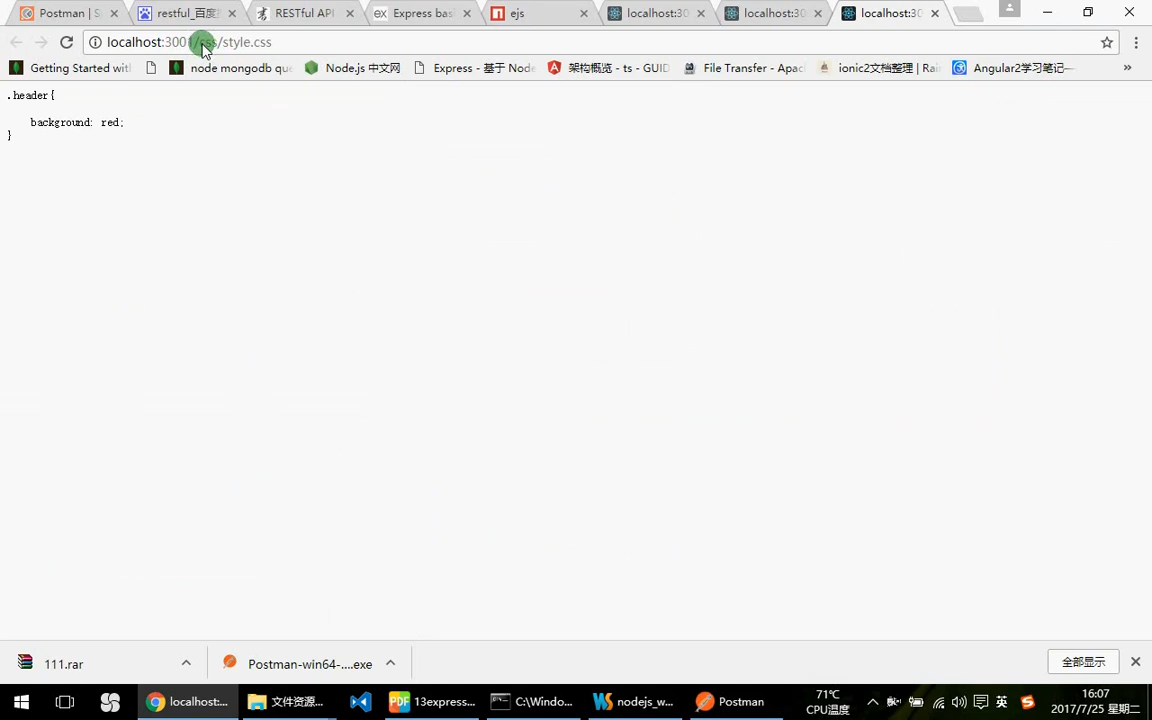 Postman | S
restful_百度
RESTful API
Express bas
ejs
localhost:30
localhost:30
localhost:30
localhost:3001/css/style.css
Getting Started wit
node mongodb que
Node.js 中文网
Express - 基于 Node
架构概览 - ts - GUID
File Transfer - Apac
ionic2文档整理 | Rai
Angular2学习笔记—
»
.header{
background: red;
}
111.rar
Postman-win64-....exe
全部显示
localhost:...
文件资源...
13expres...
C:\Windo...
nodejs_w...
Postman
71℃
CPU温度
英
16:07
2017/7/25 星期二